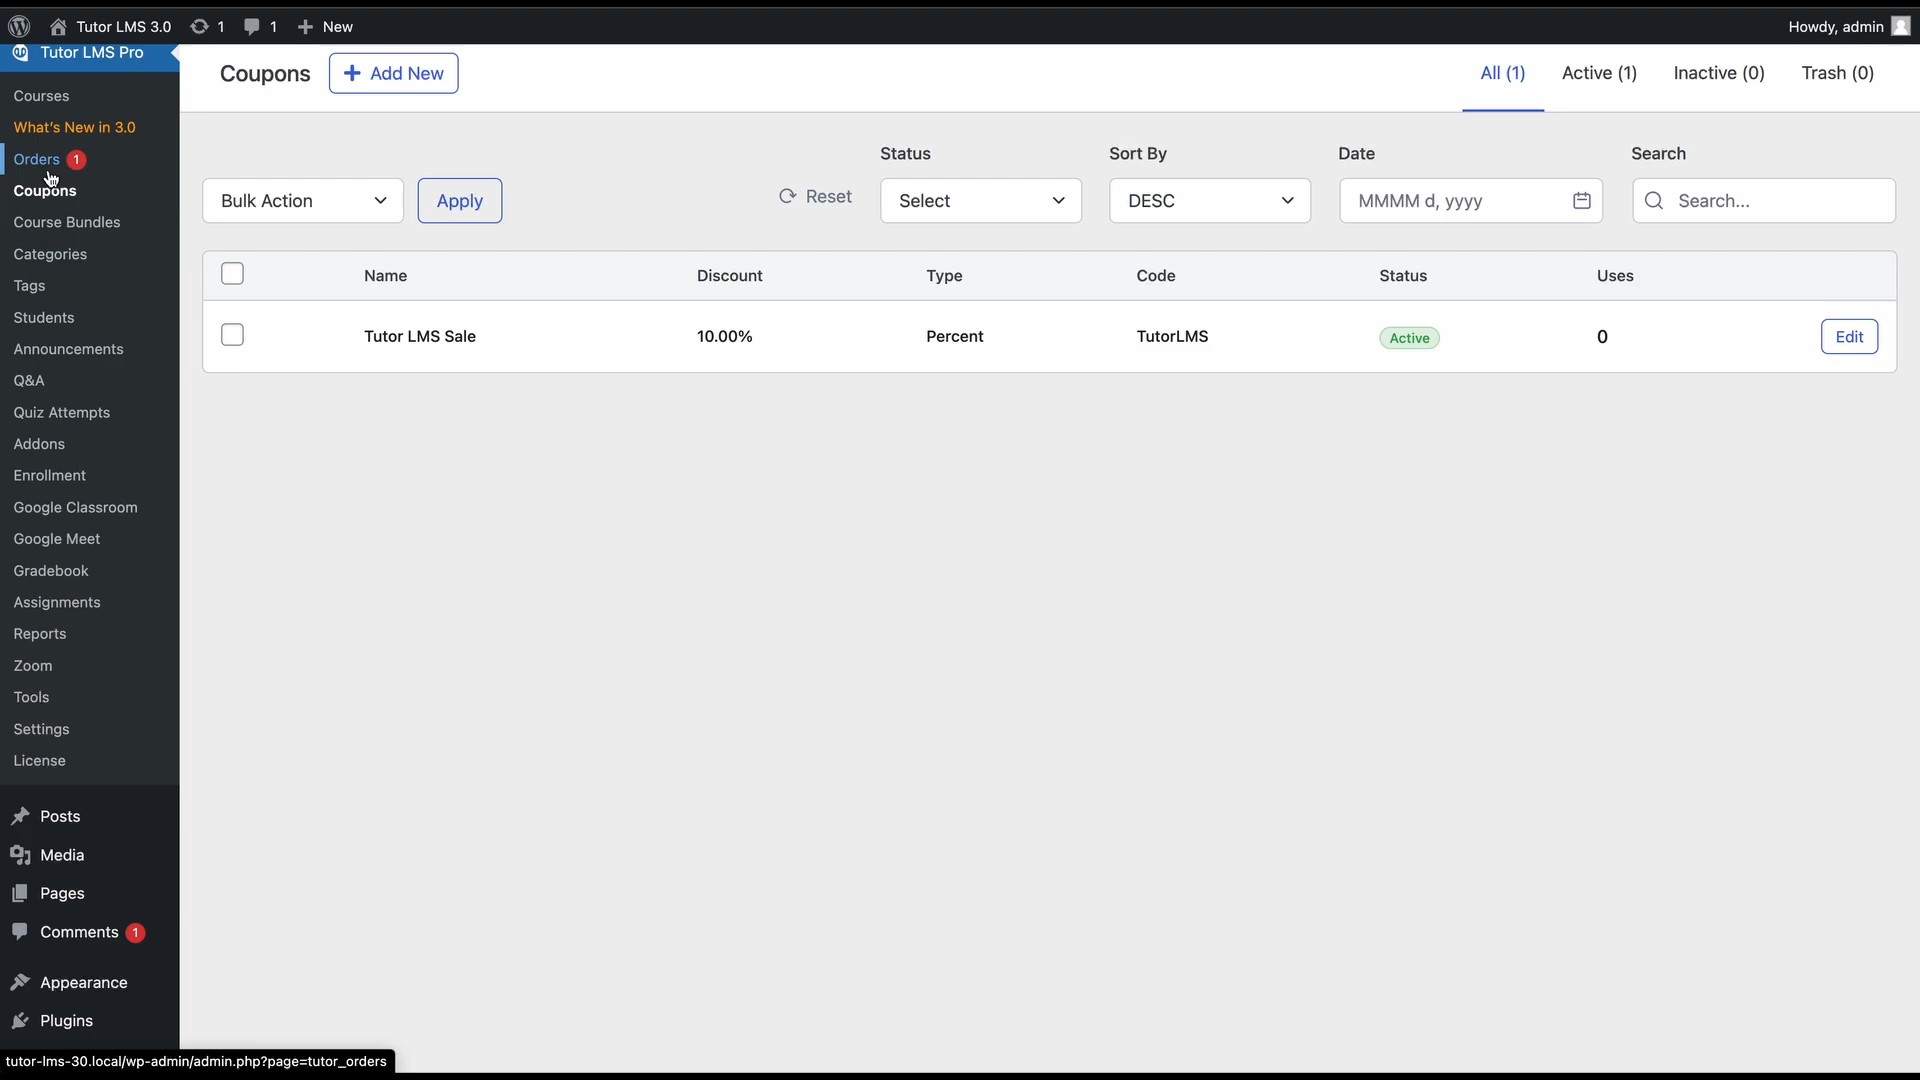 Tutor LMS 3.0 1 1 New Howdy, admin
Tutor LMS Pro
Courses
What's New in 3.0
Orders 1
Coupons
Course Bundles
Categories
Tags
Students
Announcements
Q&A
Quiz Attempts
Addons
Enrollment
Google Classroom
Google Meet
Gradebook
Assignments
Reports
Zoom
Tools
Settings
License
Posts
Media
Pages
Comments 1
Appearance
Plugins
Coupons Add New All (1) Active (1) Inactive (0) Trash (0)
Status Sort By Date Search
Bulk Action Apply Reset Select DESC MMMM d, yyyy Search...
Name Discount Type Code Status Uses
Tutor LMS Sale 10.00% Percent TutorLMS Active 0 Edit
tutor-lms-30.local/wp-admin/admin.php?page=tutor_orders